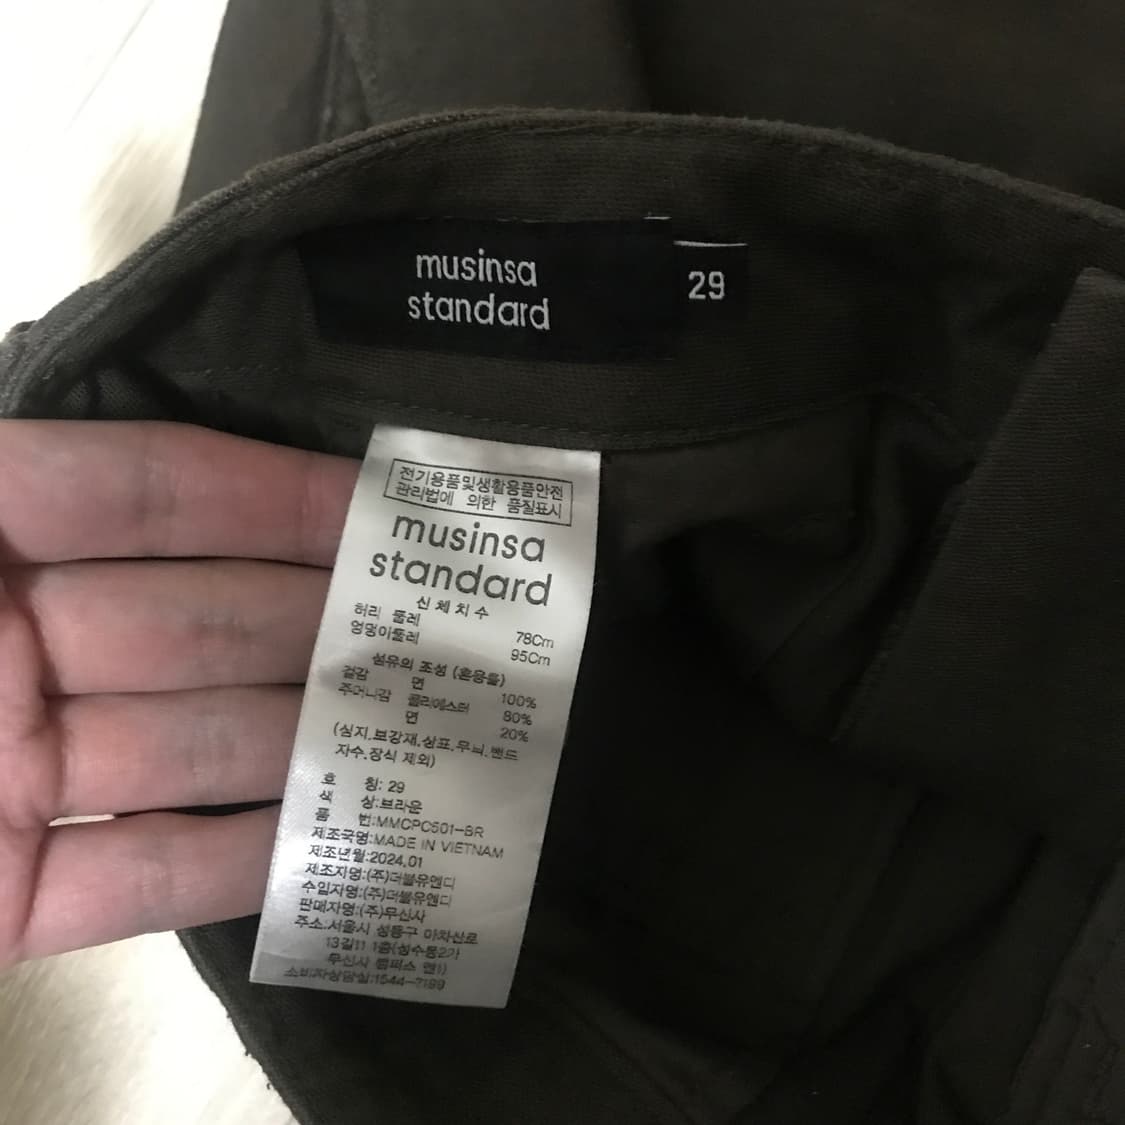 musinsa
standard
29
전기용품및생활용품안전
관리법에 의한 품질표시
musinsa
standard
신체치수
허리 둘레 78Cm
엉덩이둘레 95Cm
섬유의 조성 (혼용률)
겉감 면 100%
주머니감 폴리에스터 80%
면 20%
(심지,보강재,상표,무늬,밴드
자수,장식 제외)
호 칭: 29
색 상:브라운
품 번:MMCPC501-BR
제조국명:MADE IN VIETNAM
제조년월:2024.01
제조자명:(주)더블유앤디
수입자명:(주)더블유앤디
판매자명:(주)무신사
주소:서울시 성동구 아차산로
13길11 1층(성수동2가
무신사 캠퍼스 엔1)
소비자상담실:1544-7199